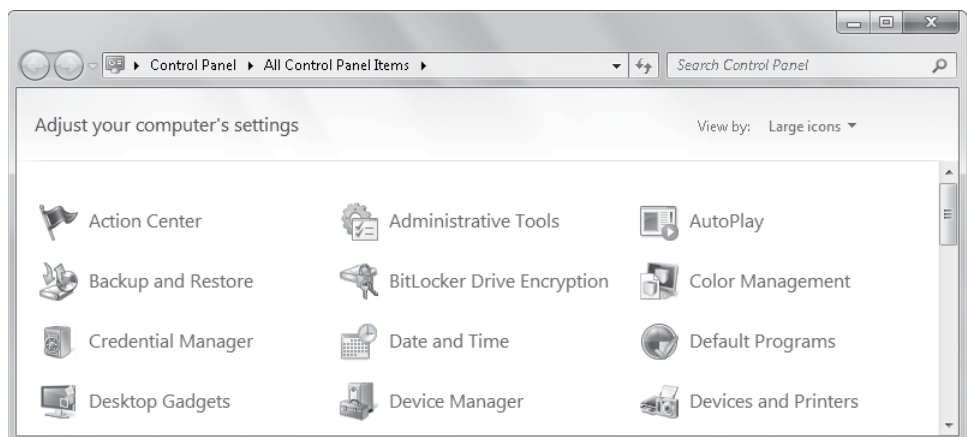 Control Panel ▸ All Control Panel Items ▸ Search Control Panel
Adjust your computer's settings View by: Large icons
Action Center Administrative Tools AutoPlay
Backup and Restore BitLocker Drive Encryption Color Management
Credential Manager Date and Time Default Programs
Desktop Gadgets Device Manager Devices and Printers